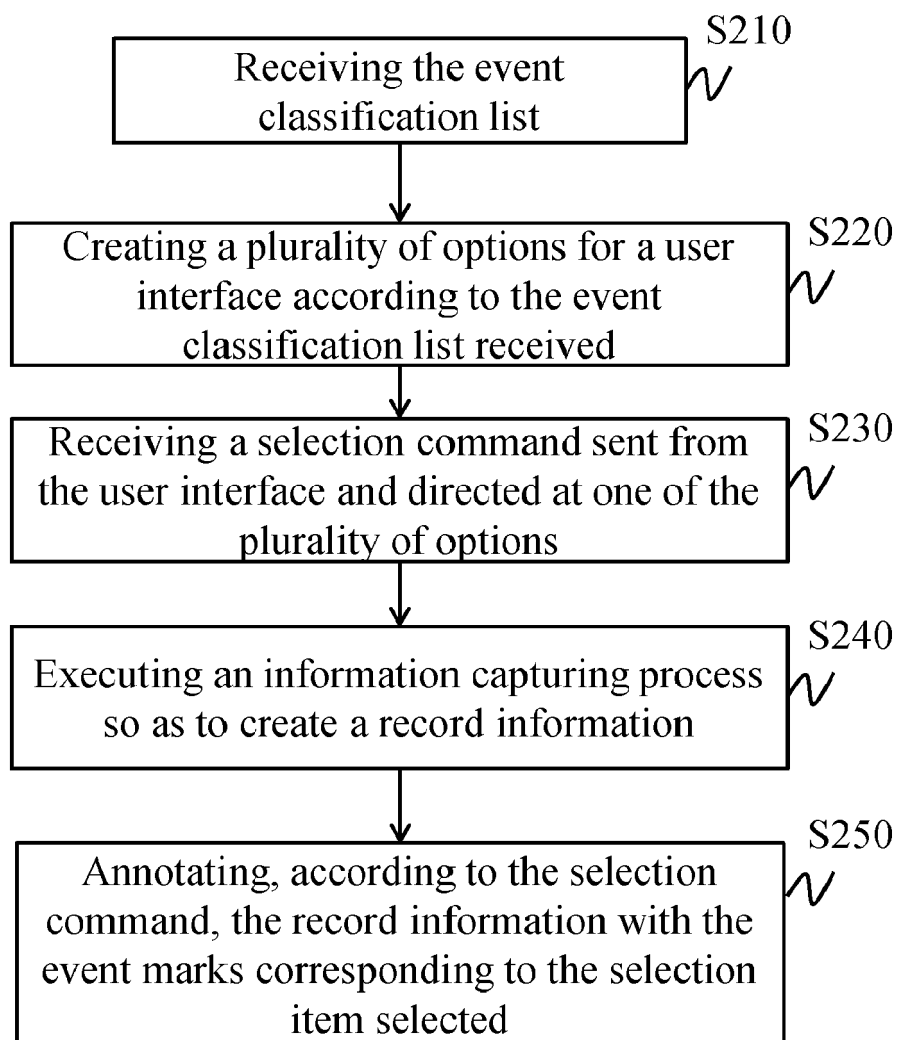 S210
Receiving the event
classification list
S220
Creating a plurality of options for a user
interface according to the event
classification list received
S230
Receiving a selection command sent from
the user interface and directed at one of the
plurality of options
S240
Executing an information capturing process
so as to create a record information
S250
Annotating, according to the selection
command, the record information with the
event marks corresponding to the selection
item selected